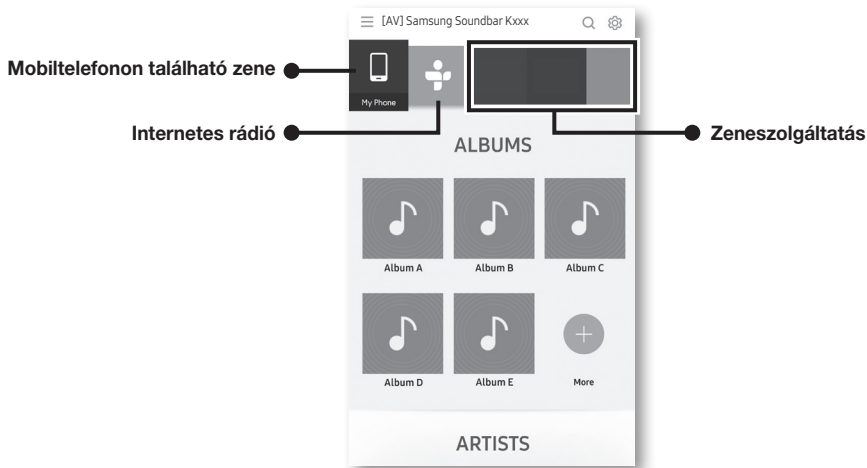 [AV] Samsung Soundbar Kxxx
Mobiltelefonon található zene
My Phone
Internetes rádió
Zeneszolgáltatás
ALBUMS
Album A Album B Album C
Album D Album E More
ARTISTS